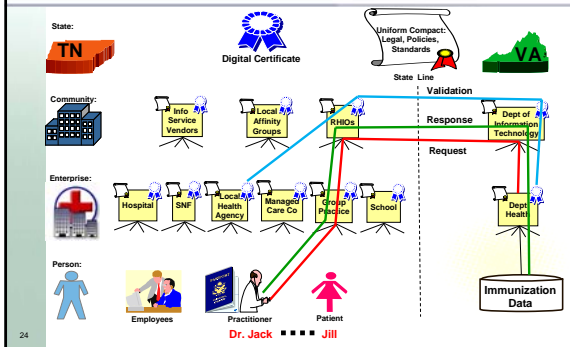 State:
TN
Digital Certificate
Uniform Compact:
Legal, Policies,
Standards
VA
State Line
Validation
Community:
Info
Service
Vendors
Local
Affinity
Groups
RHIOs
Response
Dept of
Information
Technology
Request
Enterprise:
Hospital
SNF
Local
Health
Agency
Managed
Care Co
Group
Practice
School
Dept
Health
Person:
PASSPORT
Employees
Practitioner
Patient
Immunization
Data
Dr. Jack
Jill
24